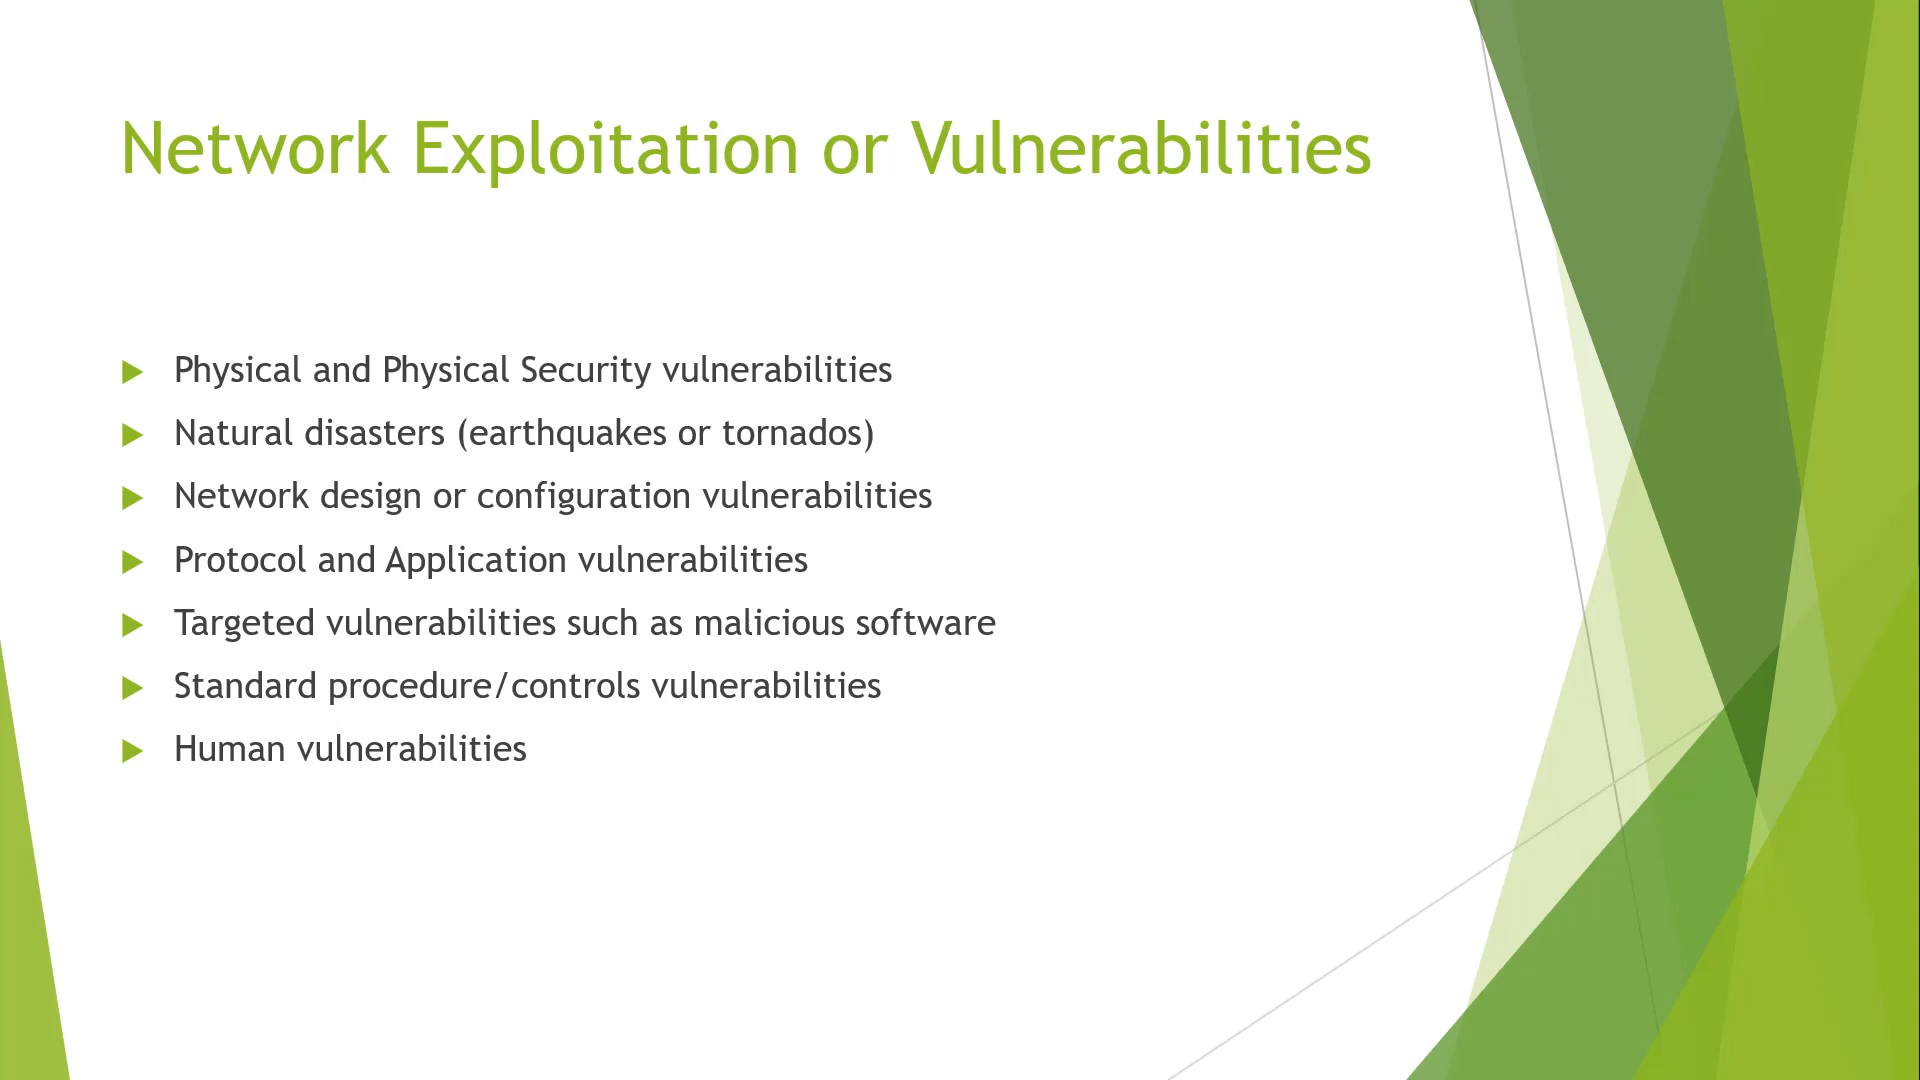 Network Exploitation or Vulnerabilities
Physical and Physical Security vulnerabilities
Natural disasters (earthquakes or tornados)
Network design or configuration vulnerabilities
Protocol and Application vulnerabilities
Targeted vulnerabilities such as malicious software
Standard procedure/controls vulnerabilities
Human vulnerabilities